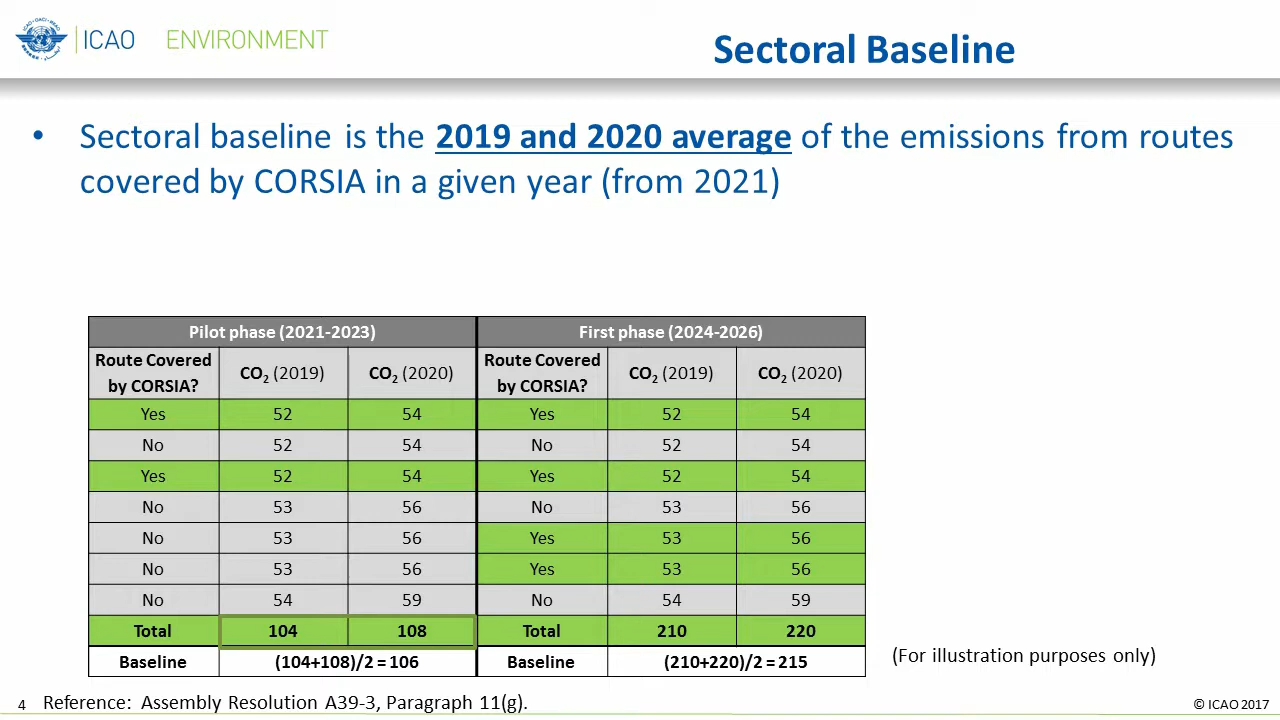 ICAO ENVIRONMENT
Sectoral Baseline
• Sectoral baseline is the 2019 and 2020 average of the emissions from routes
covered by CORSIA in a given year (from 2021)
Pilot phase (2021-2023) First phase (2024-2026)
Route Covered by CORSIA? CO2 (2019) CO2 (2020) Route Covered by CORSIA? CO2 (2019) CO2 (2020)
Yes 52 54 Yes 52 54
No 52 54 No 52 54
Yes 52 54 Yes 52 54
No 53 56 No 53 56
No 53 56 Yes 53 56
No 53 56 Yes 53 56
No 54 59 No 54 59
Total 104 108 Total 210 220
Baseline (104+108)/2 = 106 Baseline (210+220)/2 = 215
(For illustration purposes only)
4 Reference: Assembly Resolution A39-3, Paragraph 11(g).
© ICAO 2017